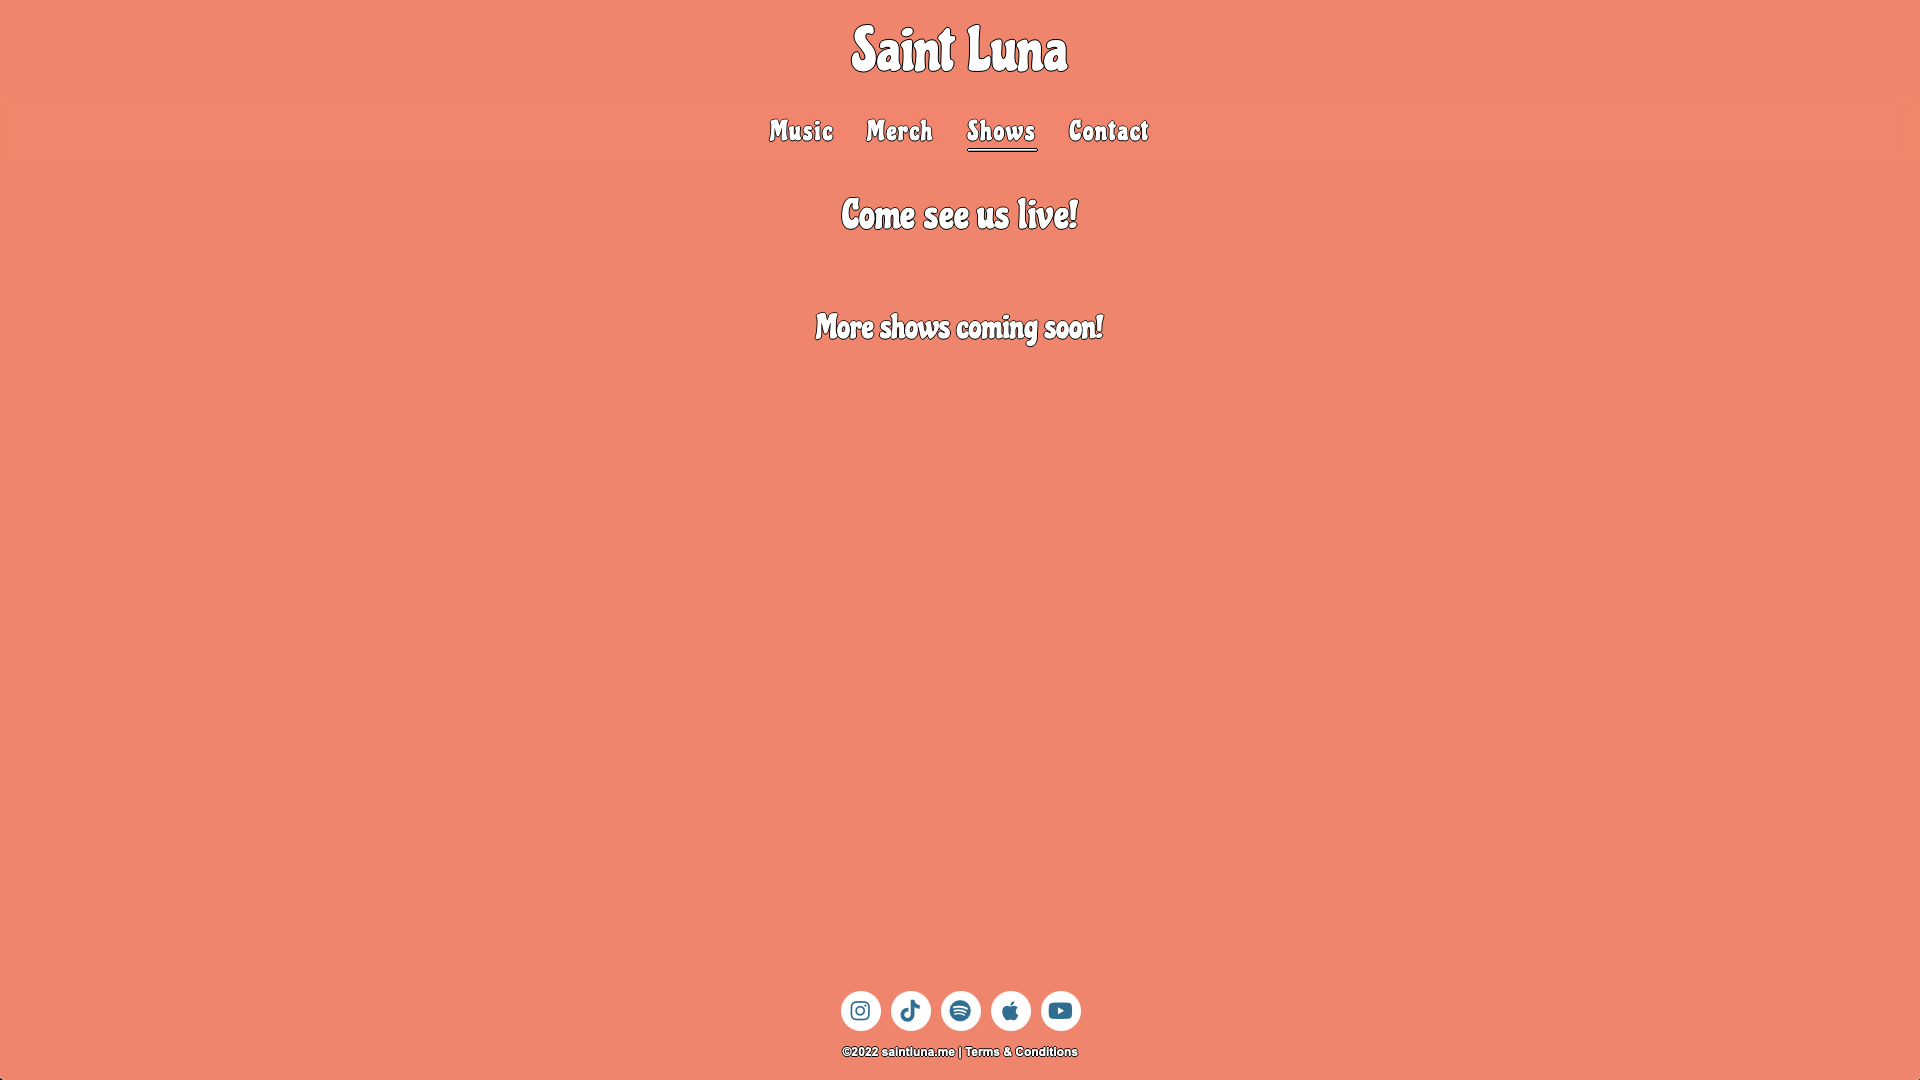 Saint Luna
Music Merch Shows Contact
Come see us live!
More shows coming soon!
©2022 saintluna.me | Terms & Conditions